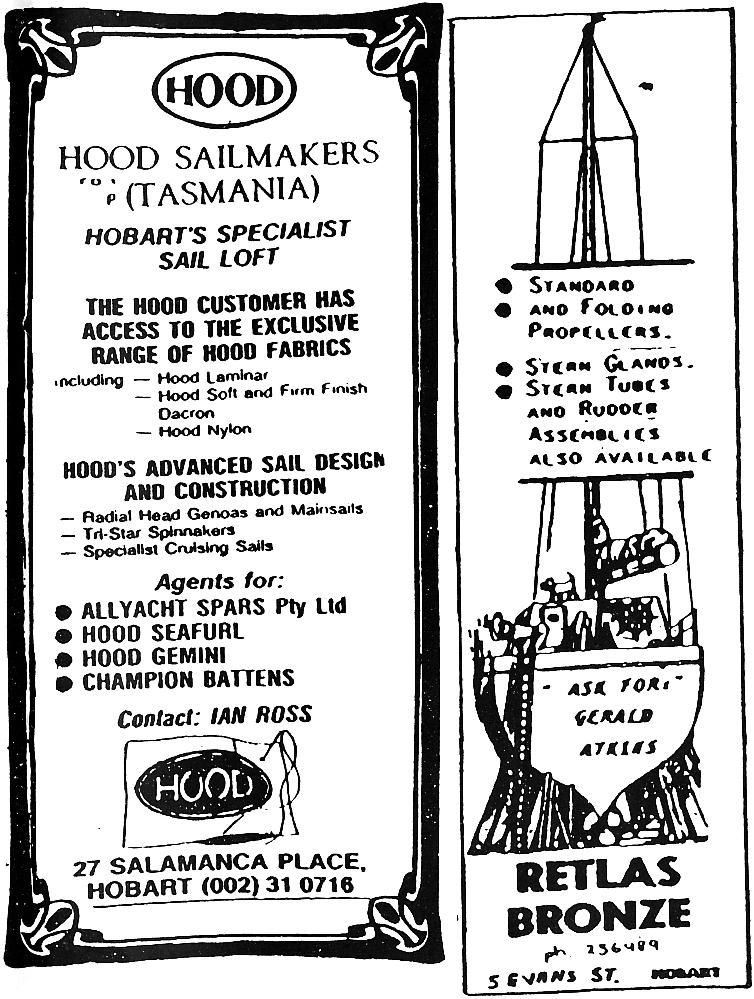 HOOD
HOOD SAILMAKERS
(TASMANIA)
HOBART'S SPECIALIST
SAIL LOFT
THE HOOD CUSTOMER HAS
ACCESS TO THE EXCLUSIVE
RANGE OF HOOD FABRICS
including — Hood Laminar
— Hood Soft and Firm Finish
Dacron
— Hood Nylon
HOOD'S ADVANCED SAIL DESIGN
AND CONSTRUCTION
— Radial Head Genoas and Mainsails
— Tri-Star Spinnakers
— Specialist Cruising Sails
Agents for:
● ALLYACHT SPARS Pty Ltd
● HOOD SEAFURL
● HOOD GEMINI
● CHAMPION BATTENS
Contact: IAN ROSS
HOOD
27 SALAMANCA PLACE,
HOBART (002) 31 0716
● STANDARD
● AND FOLDING
PROPELLERS.
● STERN GLANDS.
● STERN TUBES
AND RUDDER
ASSEMBLIES
ALSO AVAILABLE
- ASK FOR:-
GERALD
ATKINS
RETLAS
BRONZE
ph. 236489
5 EVANS ST. HOBART